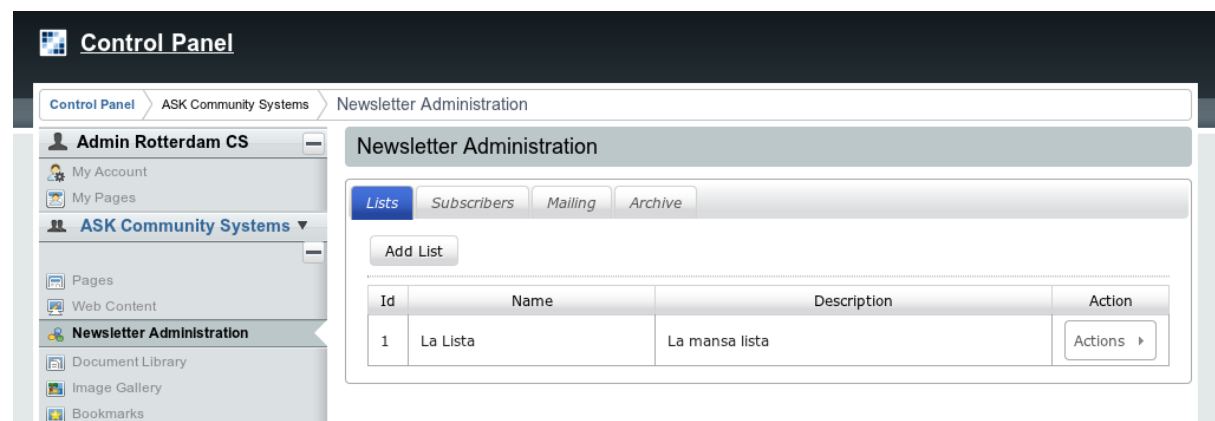 Control Panel
Control Panel ASK Community Systems Newsletter Administration
Admin Rotterdam CS
My Account
My Pages
ASK Community Systems
Pages
Web Content
Newsletter Administration
Document Library
Image Gallery
Bookmarks
Newsletter Administration
Lists Subscribers Mailing Archive
Add List
Id Name Description Action
1 La Lista La mansa lista Actions